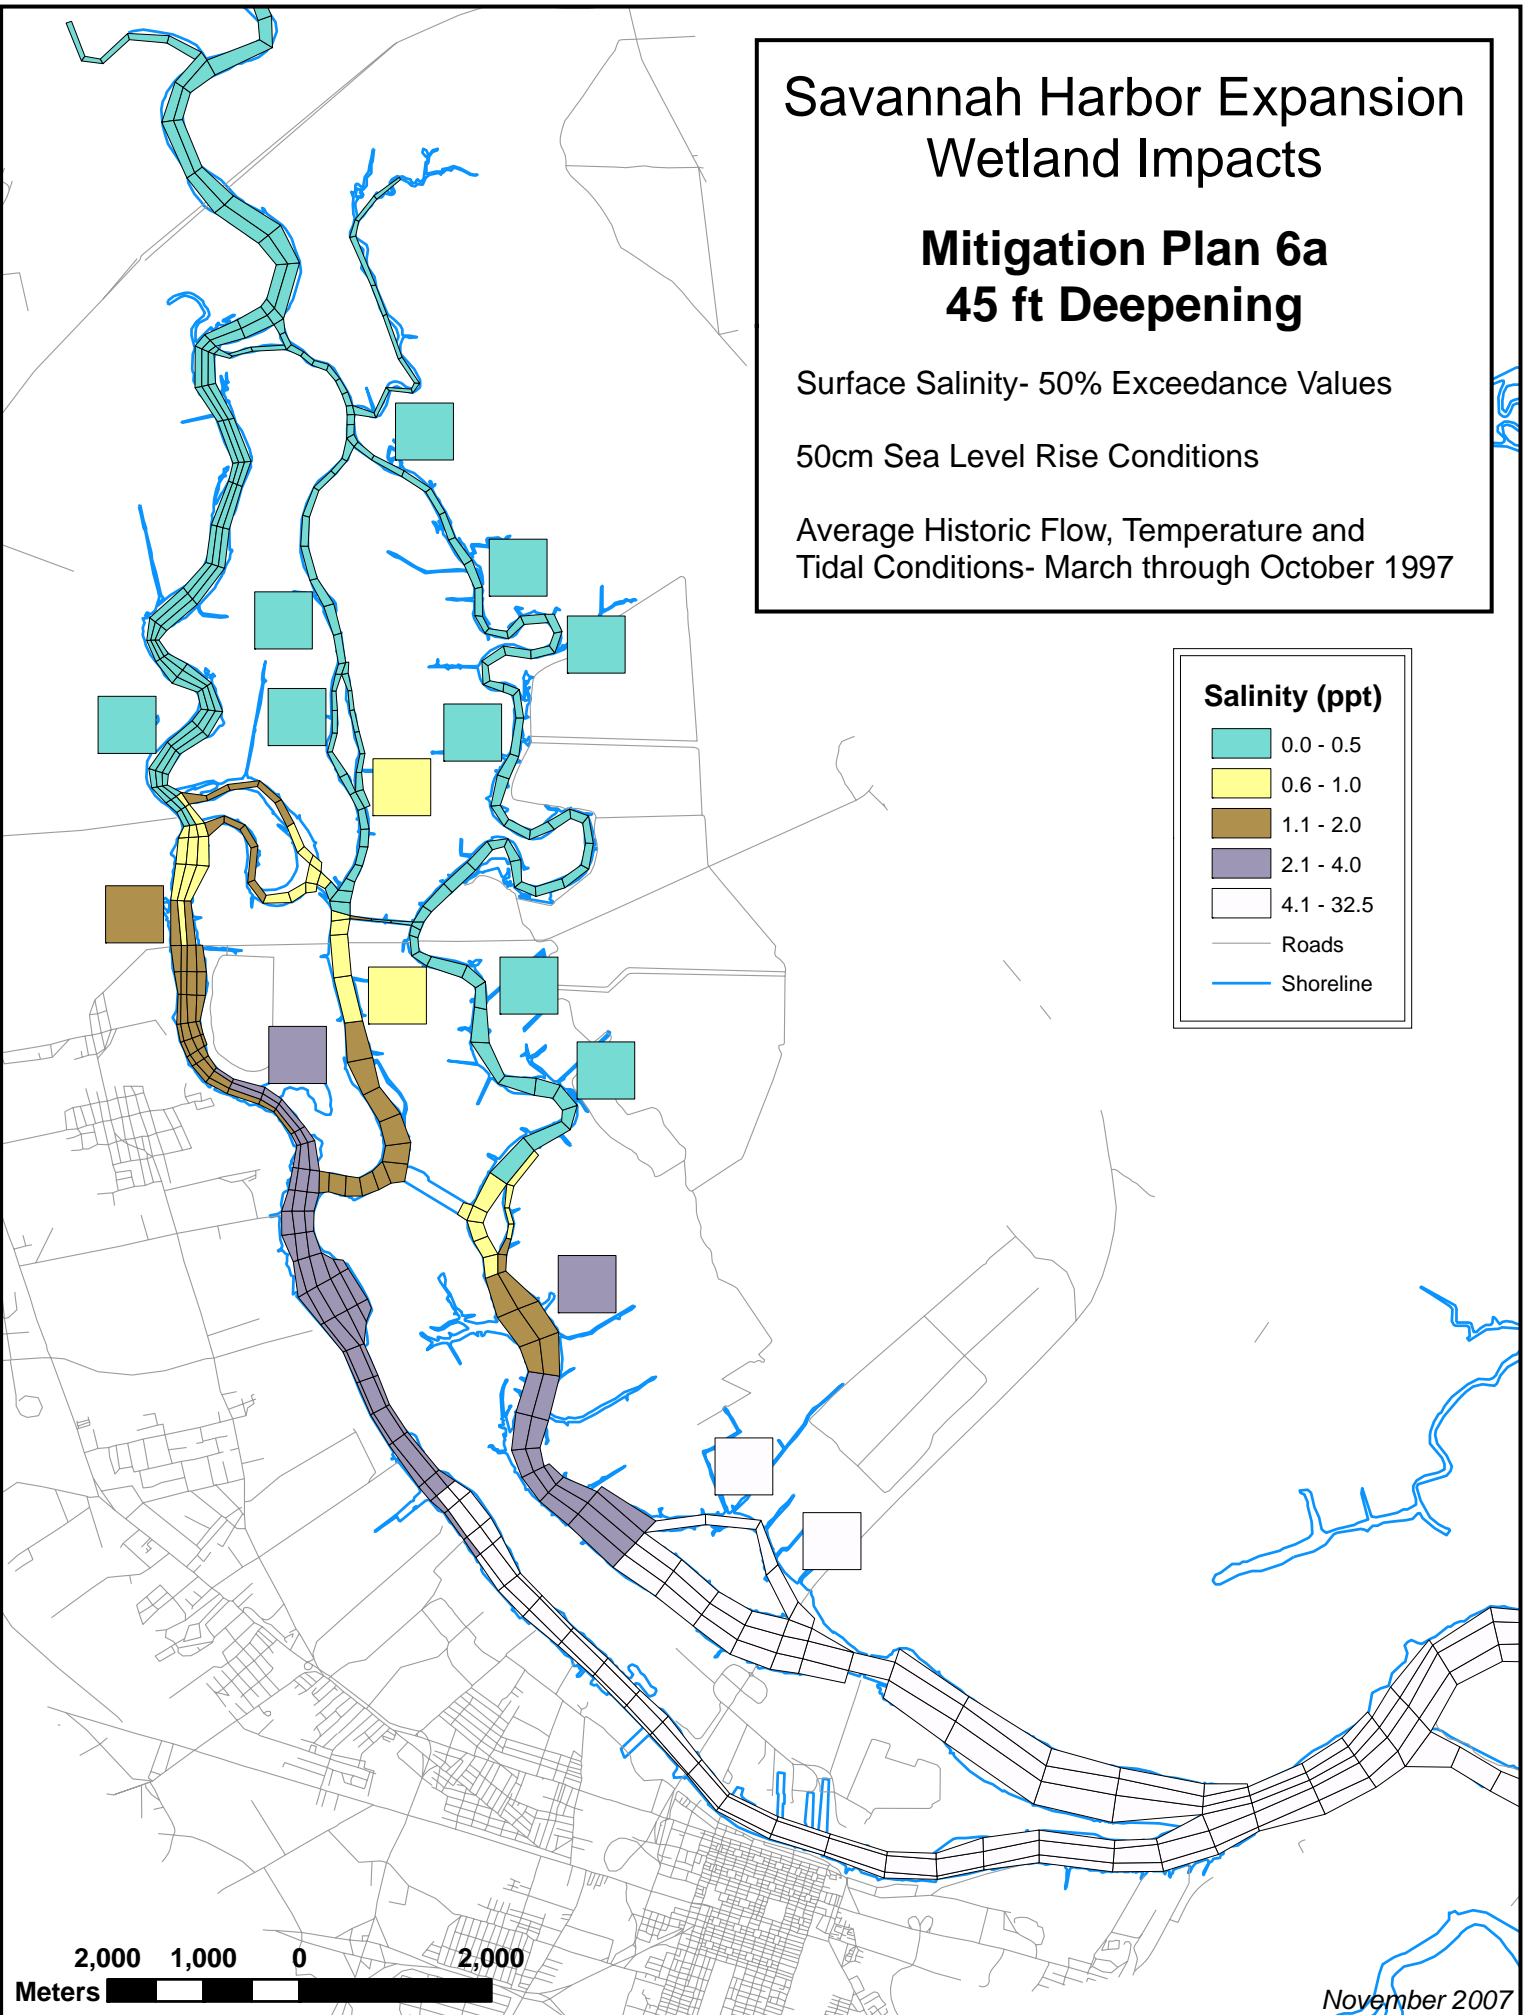 Savannah Harbor Expansion
Wetland Impacts
Mitigation Plan 6a
45 ft Deepening
Surface Salinity- 50% Exceedance Values
50cm Sea Level Rise Conditions
Average Historic Flow, Temperature and
Tidal Conditions- March through October 1997
Salinity (ppt)
0.0 - 0.5
0.6 - 1.0
1.1 - 2.0
2.1 - 4.0
4.1 - 32.5
Roads
Shoreline
2,000 1,000 0 2,000
Meters
November 2007